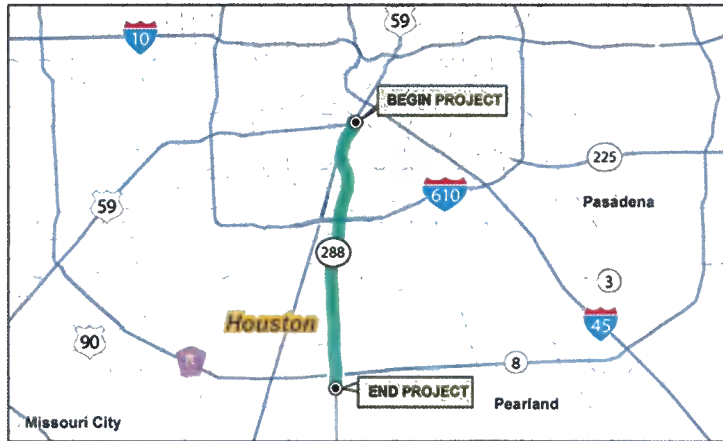 59
10
BEGIN PROJECT
225
59
610
Pasadena
288
3
Houston
45
90
8
END PROJECT
Missouri City
Pearland